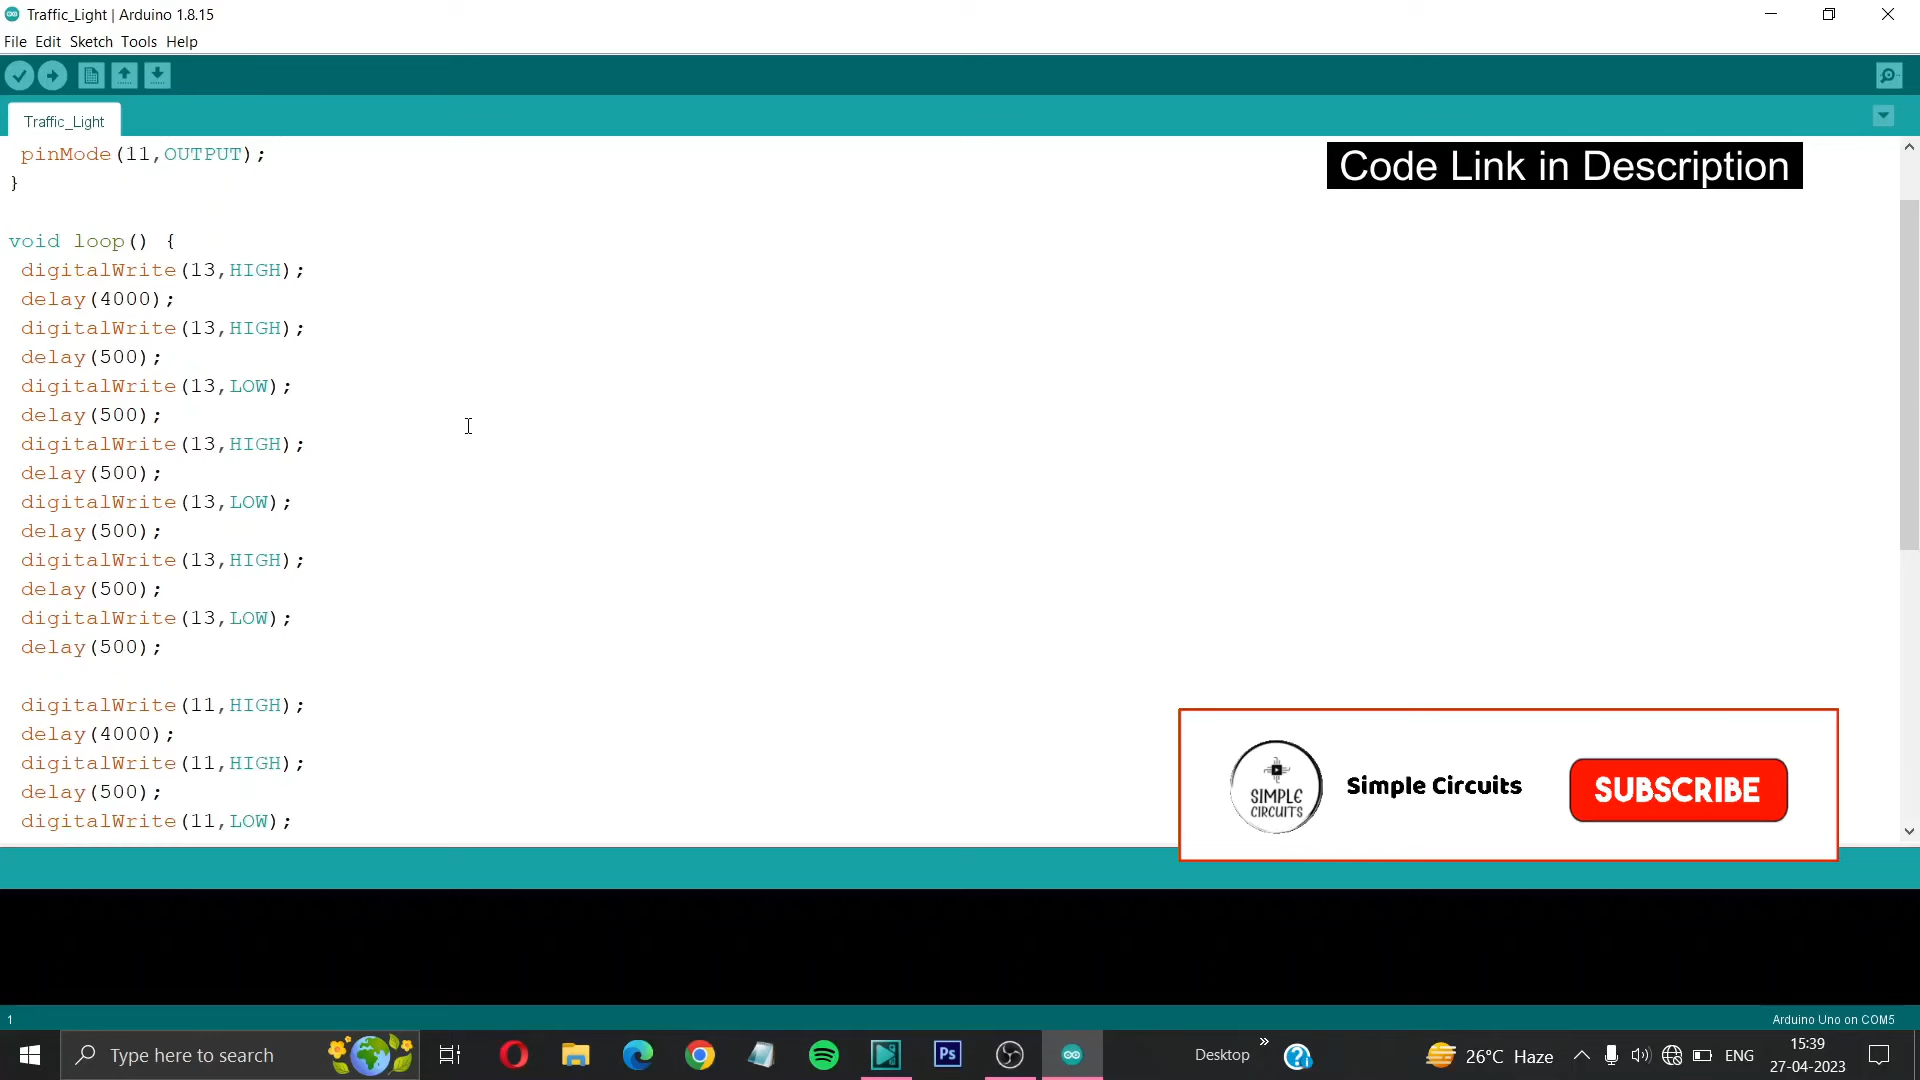 Traffic_Light | Arduino 1.8.15
File Edit Sketch Tools Help
Traffic_Light
pinMode(11,OUTPUT);
}
Code Link in Description
void loop() {
digitalWrite(13,HIGH);
delay(4000);
digitalWrite(13,HIGH);
delay(500);
digitalWrite(13,LOW);
delay(500);
digitalWrite(13,HIGH);
delay(500);
digitalWrite(13,LOW);
delay(500);
digitalWrite(13,HIGH);
delay(500);
digitalWrite(13,LOW);
delay(500);
digitalWrite(11,HIGH);
delay(4000);
digitalWrite(11,HIGH);
delay(500);
digitalWrite(11,LOW);
SIMPLE
CIRCUITS
Simple Circuits
SUBSCRIBE
1
Arduino Uno on COM5
Type here to search
Ps
Desktop
26°C Haze
ENG
15:39
27-04-2023